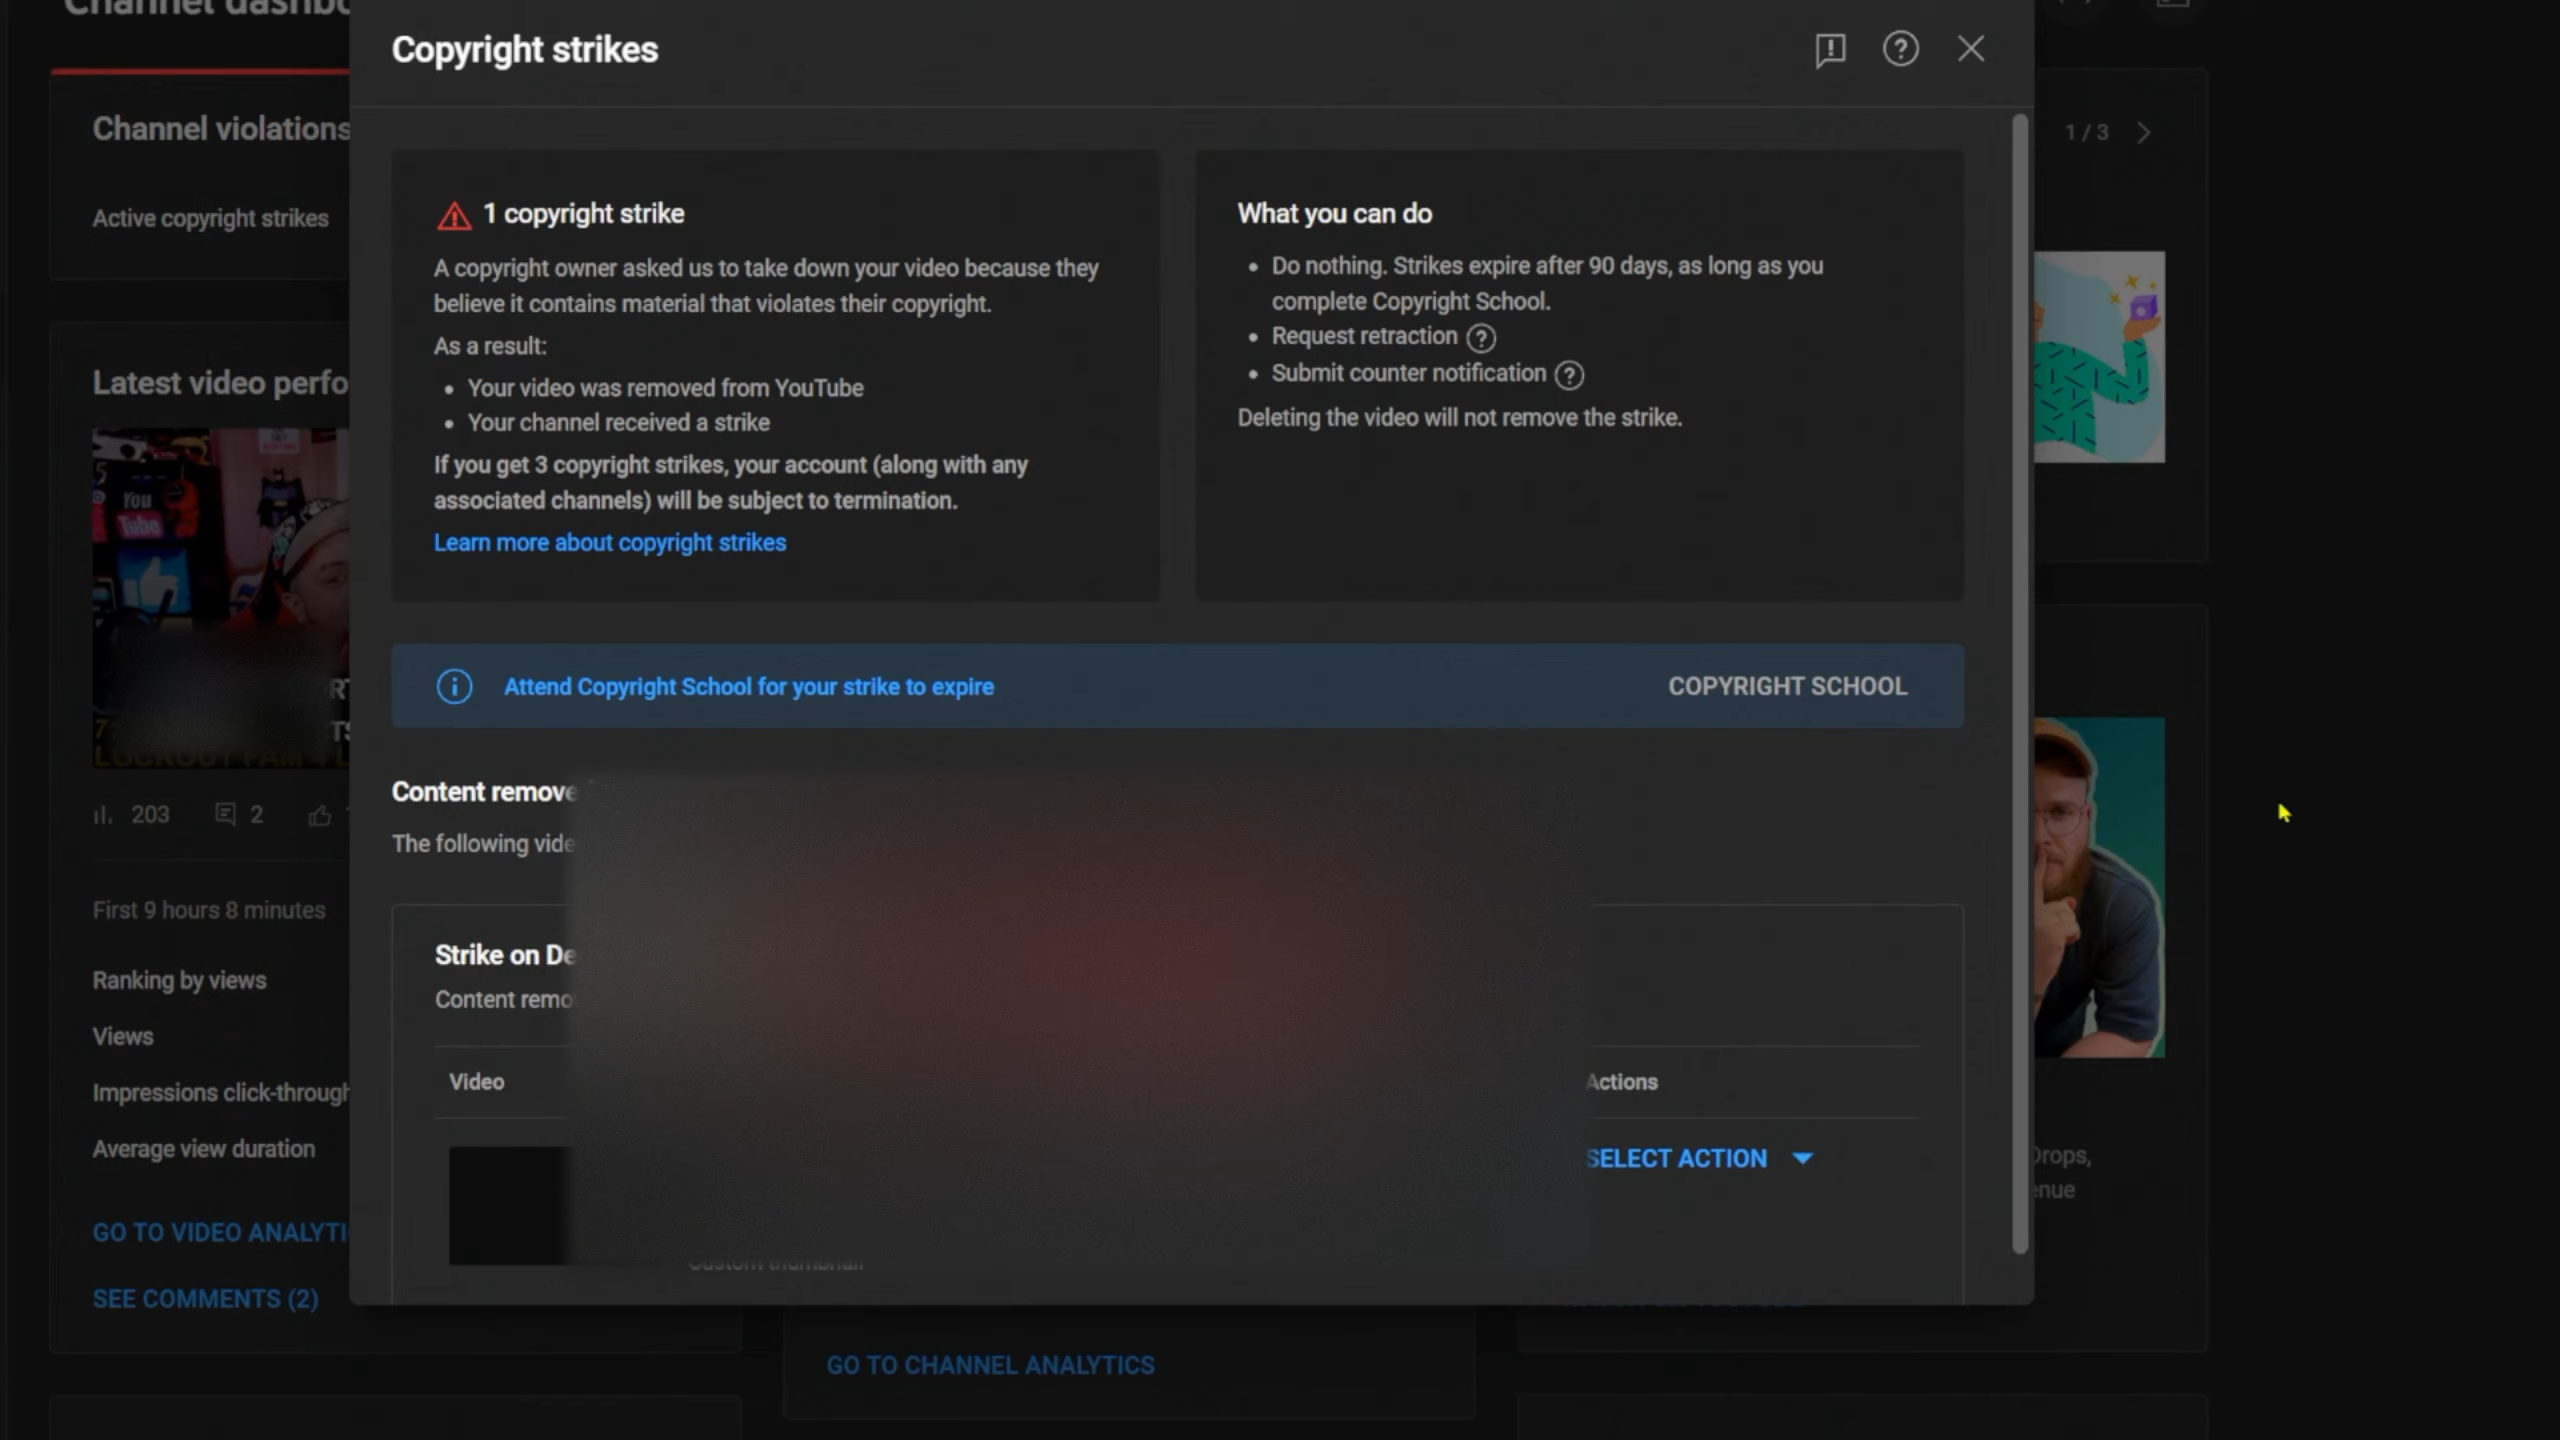 Channel dashbo
Copyright strikes
Channel violations
Active copyright strikes
1 / 3
1 copyright strike
A copyright owner asked us to take down your video because they
believe it contains material that violates their copyright.
As a result:
Your video was removed from YouTube
Your channel received a strike
If you get 3 copyright strikes, your account (along with any
associated channels) will be subject to termination.
Learn more about copyright strikes
What you can do
Do nothing. Strikes expire after 90 days, as long as you
complete Copyright School.
Request retraction
Submit counter notification
Deleting the video will not remove the strike.
Latest video perfo
You
Tube
Attend Copyright School for your strike to expire
COPYRIGHT SCHOOL
203
2
Content remove
The following vide
First 9 hours 8 minutes
Ranking by views
Views
Impressions click-through
Average view duration
GO TO VIDEO ANALYTI
SEE COMMENTS (2)
Strike on De
Content remo
Video
Actions
SELECT ACTION
Custom thumbnail
Drops,
enue
GO TO CHANNEL ANALYTICS